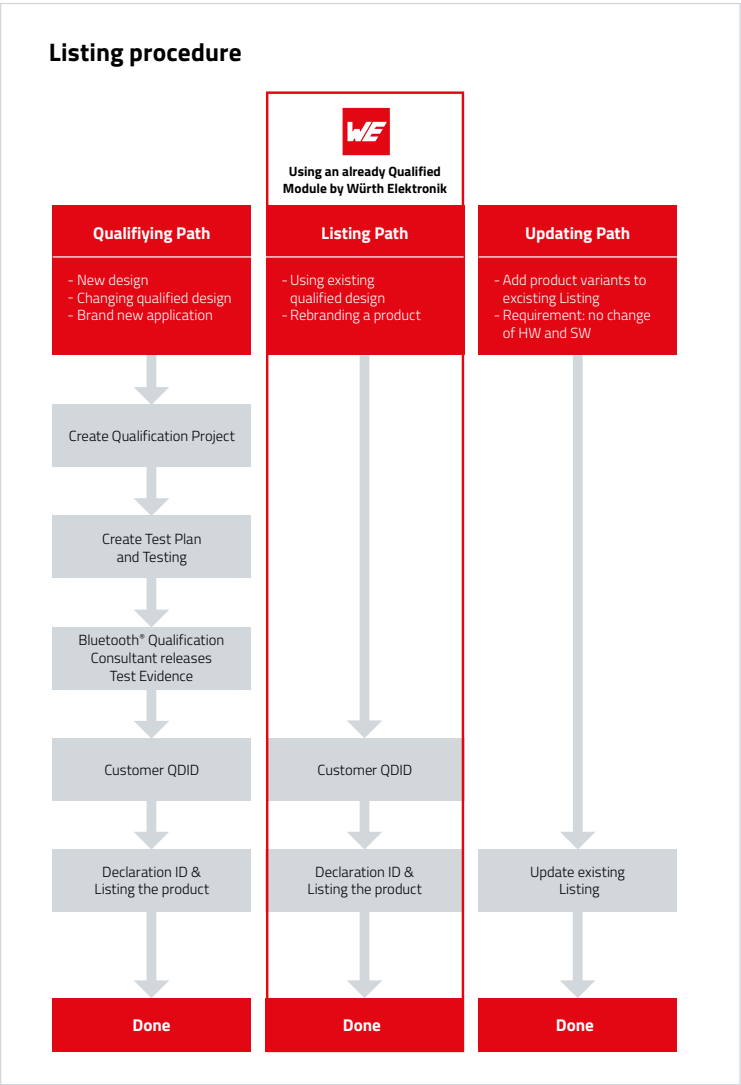 Listing procedure
WE
Using an already Qualified
Module by Würth Elektronik
Qualifiying Path
- New design
- Changing qualified design
- Brand new application
Create Qualification Project
Create Test Plan
and Testing
Bluetooth® Qualification
Consultant releases
Test Evidence
Customer QDID
Declaration ID &
Listing the product
Done
Listing Path
- Using existing
qualified design
- Rebranding a product
Customer QDID
Declaration ID &
Listing the product
Done
Updating Path
- Add product variants to
excisting Listing
- Requirement: no change
of HW and SW
Update existing
Listing
Done